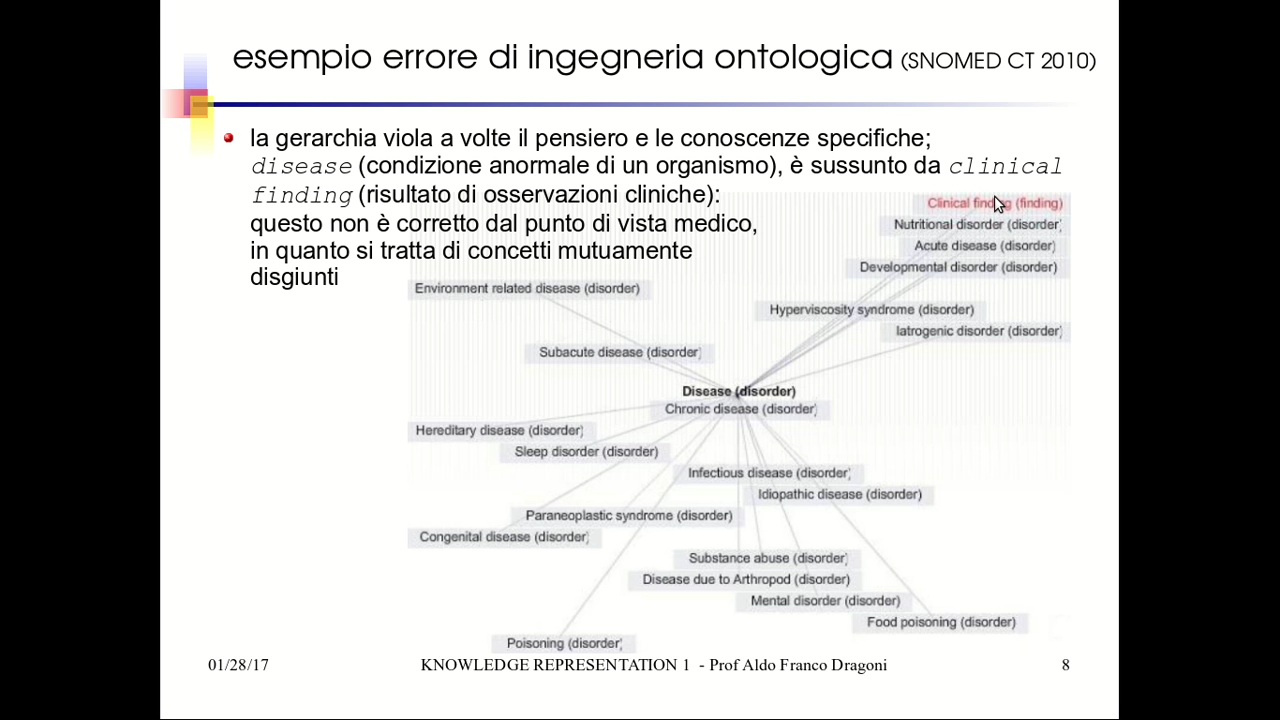 esempio errore di ingegneria ontologica (SNOMED CT 2010)
la gerarchia viola a volte il pensiero e le conoscenze specifiche;
disease (condizione anormale di un organismo), è sussunto da clinical
finding (risultato di osservazioni cliniche):
questo non è corretto dal punto di vista medico,
in quanto si tratta di concetti mutuamente
disgiunti
Clinical finding (finding)
Nutritional disorder (disorder)
Acute disease (disorder)
Developmental disorder (disorder)
Environment related disease (disorder)
Hyperviscosity syndrome (disorder)
Iatrogenic disorder (disorder)
Subacute disease (disorder)
Disease (disorder)
Chronic disease (disorder)
Hereditary disease (disorder)
Sleep disorder (disorder)
Infectious disease (disorder)
Idiopathic disease (disorder)
Paraneoplastic syndrome (disorder)
Congenital disease (disorder)
Substance abuse (disorder)
Disease due to Arthropod (disorder)
Mental disorder (disorder)
Food poisoning (disorder)
Poisoning (disorder)
01/28/17 KNOWLEDGE REPRESENTATION 1 - Prof Aldo Franco Dragoni 8